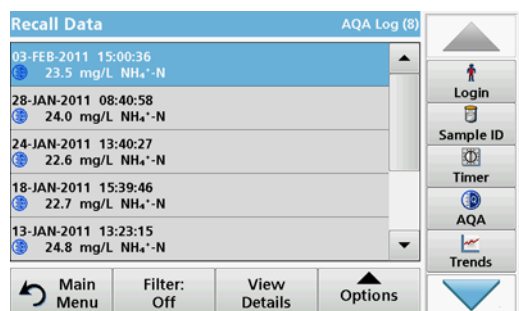 Recall Data AQA Log (8)
03-FEB-2011 15:00:36
23.5 mg/L NH₄⁺-N
28-JAN-2011 08:40:58
24.0 mg/L NH₄⁺-N
24-JAN-2011 13:40:27
22.6 mg/L NH₄⁺-N
18-JAN-2011 15:39:46
22.7 mg/L NH₄⁺-N
13-JAN-2011 13:23:15
24.8 mg/L NH₄⁺-N
Main
Menu
Filter:
Off
View
Details
Options
Login
Sample ID
Timer
AQA
Trends